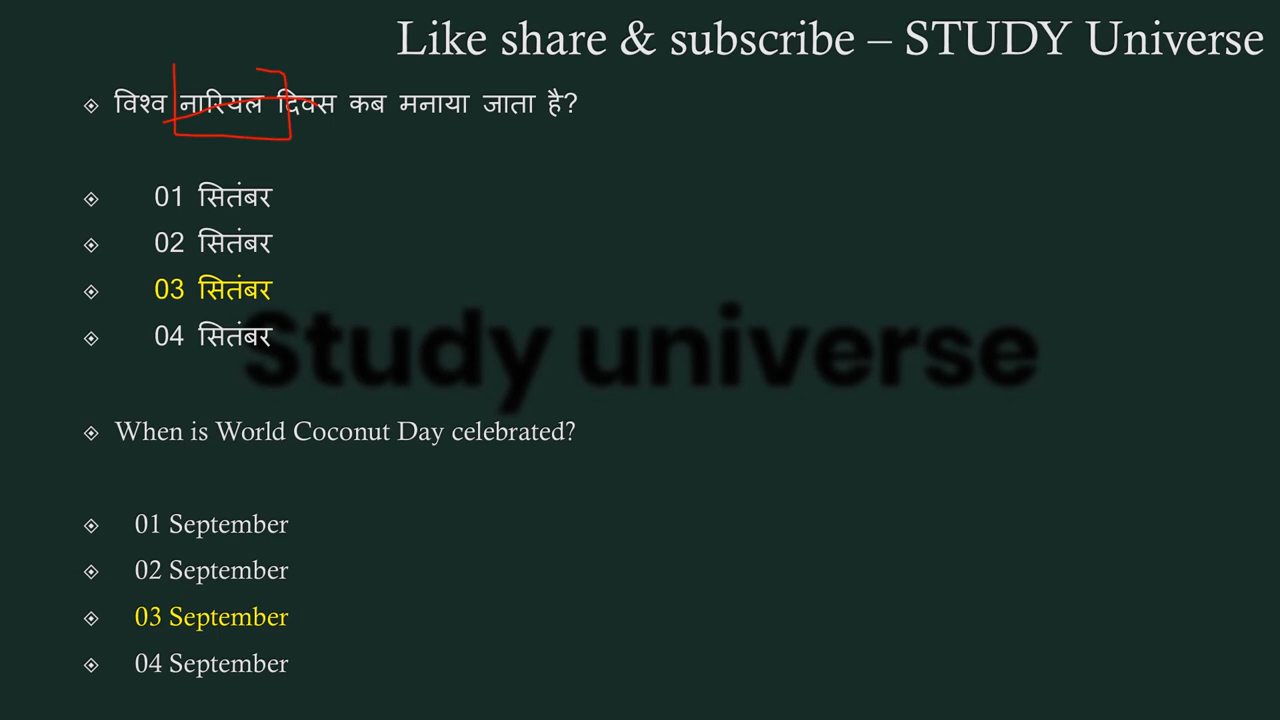 Like share & subscribe – STUDY Universe
विश्व नारियल दिवस कब मनाया जाता है?
01 सितंबर
02 सितंबर
03 सितंबर
04 सितंबर
Study universe
When is World Coconut Day celebrated?
01 September
02 September
03 September
04 September